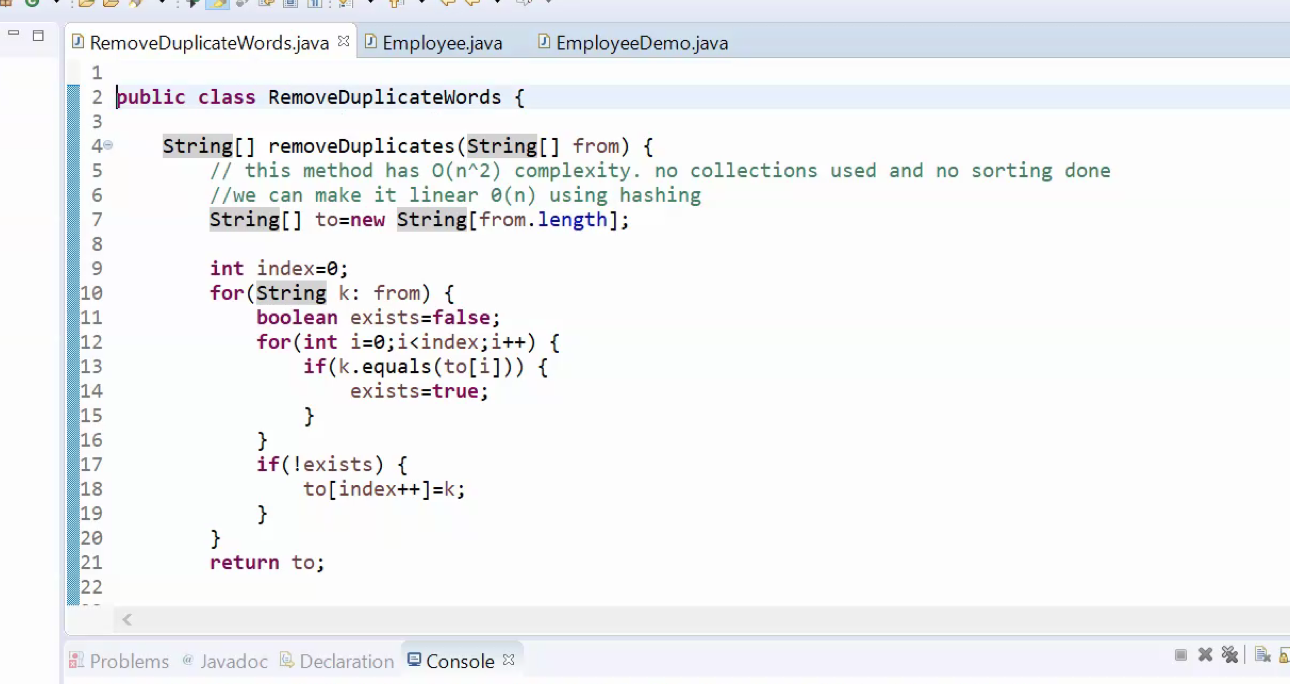 RemoveDuplicateWords.java Employee.java EmployeeDemo.java
1
2 public class RemoveDuplicateWords {
3
4 String[] removeDuplicates(String[] from) {
5 // this method has O(n^2) complexity. no collections used and no sorting done
6 //we can make it linear 0(n) using hashing
7 String[] to=new String[from.length];
8
9 int index=0;
10 for(String k: from) {
11 boolean exists=false;
12 for(int i=0;i<index;i++) {
13 if(k.equals(to[i])) {
14 exists=true;
15 }
16 }
17 if(!exists) {
18 to[index++]=k;
19 }
20 }
21 return to;
22
Problems @ Javadoc Declaration Console